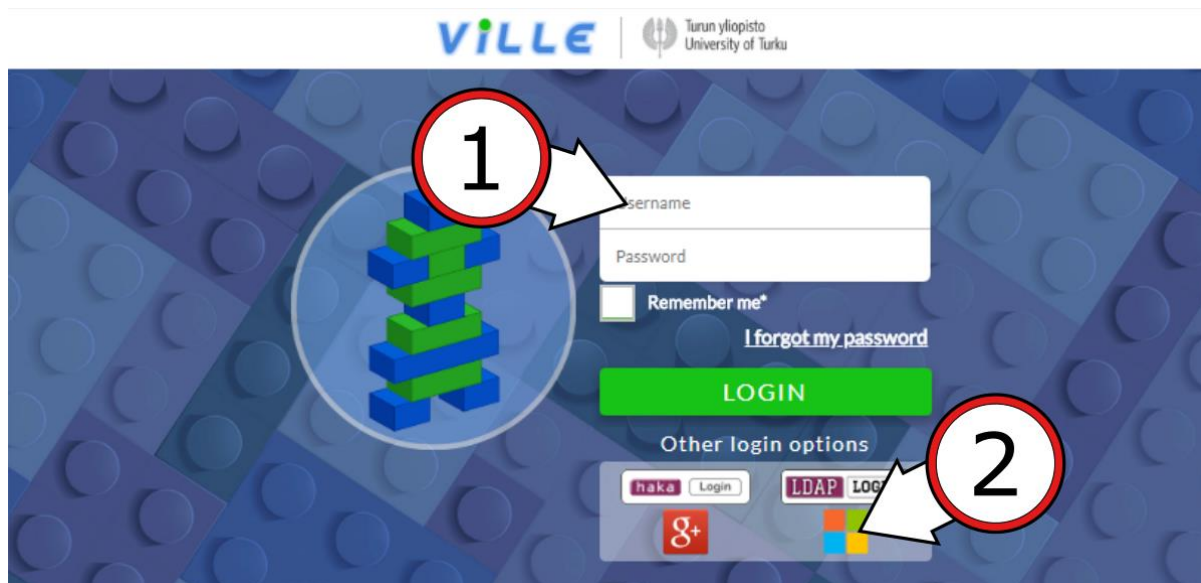 ViLLE
Turun yliopisto
University of Turku
1
Password
Remember me*
I forgot my password
LOGIN
Other login options
haka Login
LDAP
g+
2